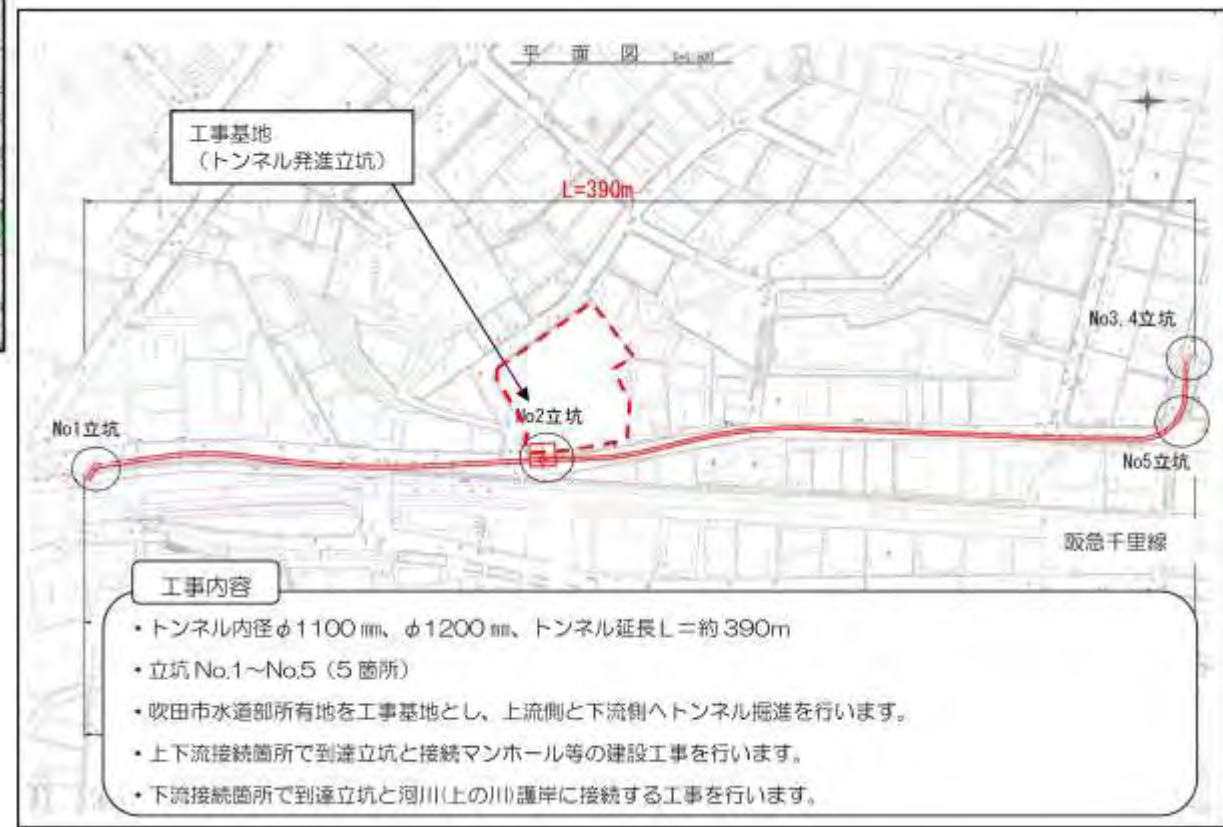 平面図
工事基地
（トンネル発進立坑）
L=390m
No3.4立坑
No2立坑
No1立坑
No5立坑
阪急千里線
工事内容
・トンネル内径φ1100㎜、φ1200㎜、トンネル延長L＝約390m
・立坑No.1～No.5（5箇所）
・吹田市水道部所有地を工事基地とし、上流側と下流側へトンネル掘進を行います。
・上下流接続箇所で到達立坑と接続マンホール等の建設工事を行います。
・下流接続箇所で到達立坑と河川(上の川)護岸に接続する工事を行います。